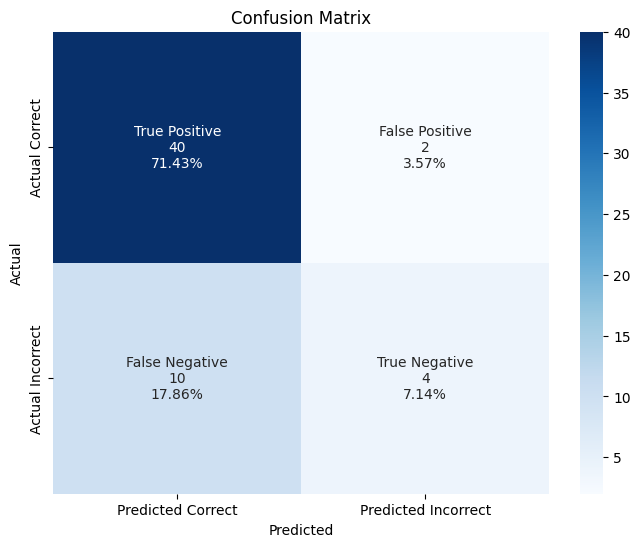 Confusion Matrix
Actual
Actual Correct
True Positive
40
71.43%
False Positive
2
3.57%
Actual Incorrect
False Negative
10
17.86%
True Negative
4
7.14%
Predicted Correct
Predicted Incorrect
Predicted
40
35
30
25
20
15
10
5